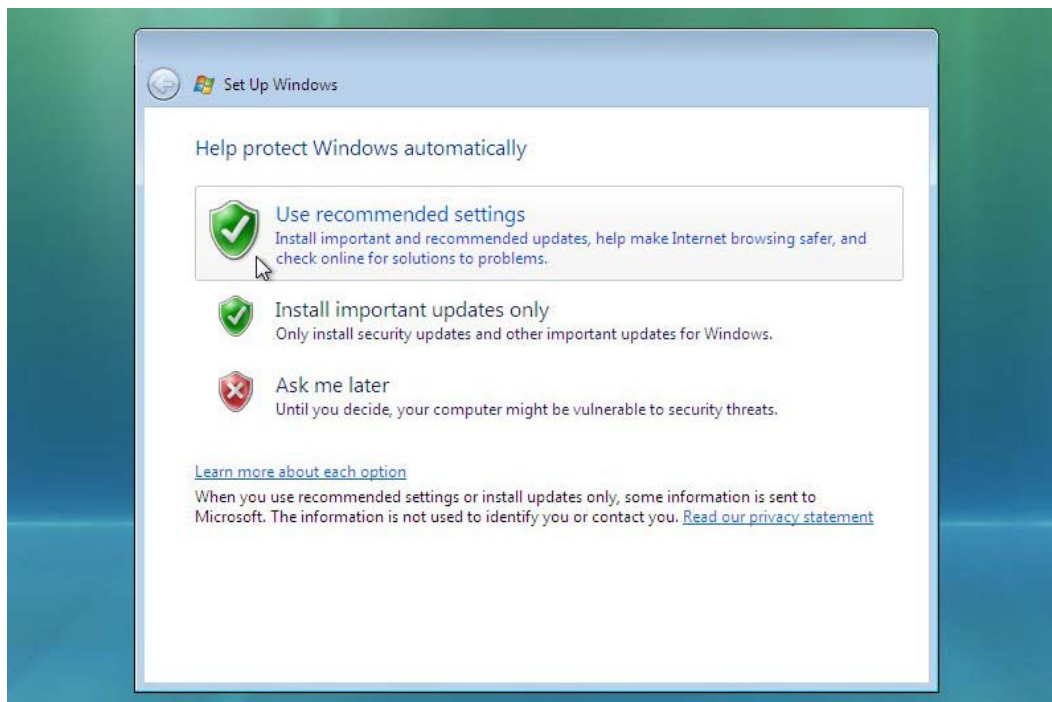 Set Up Windows
Help protect Windows automatically
Use recommended settings
Install important and recommended updates, help make Internet browsing safer, and
check online for solutions to problems.
Install important updates only
Only install security updates and other important updates for Windows.
Ask me later
Until you decide, your computer might be vulnerable to security threats.
Learn more about each option
When you use recommended settings or install updates only, some information is sent to
Microsoft. The information is not used to identify you or contact you. Read our privacy statement